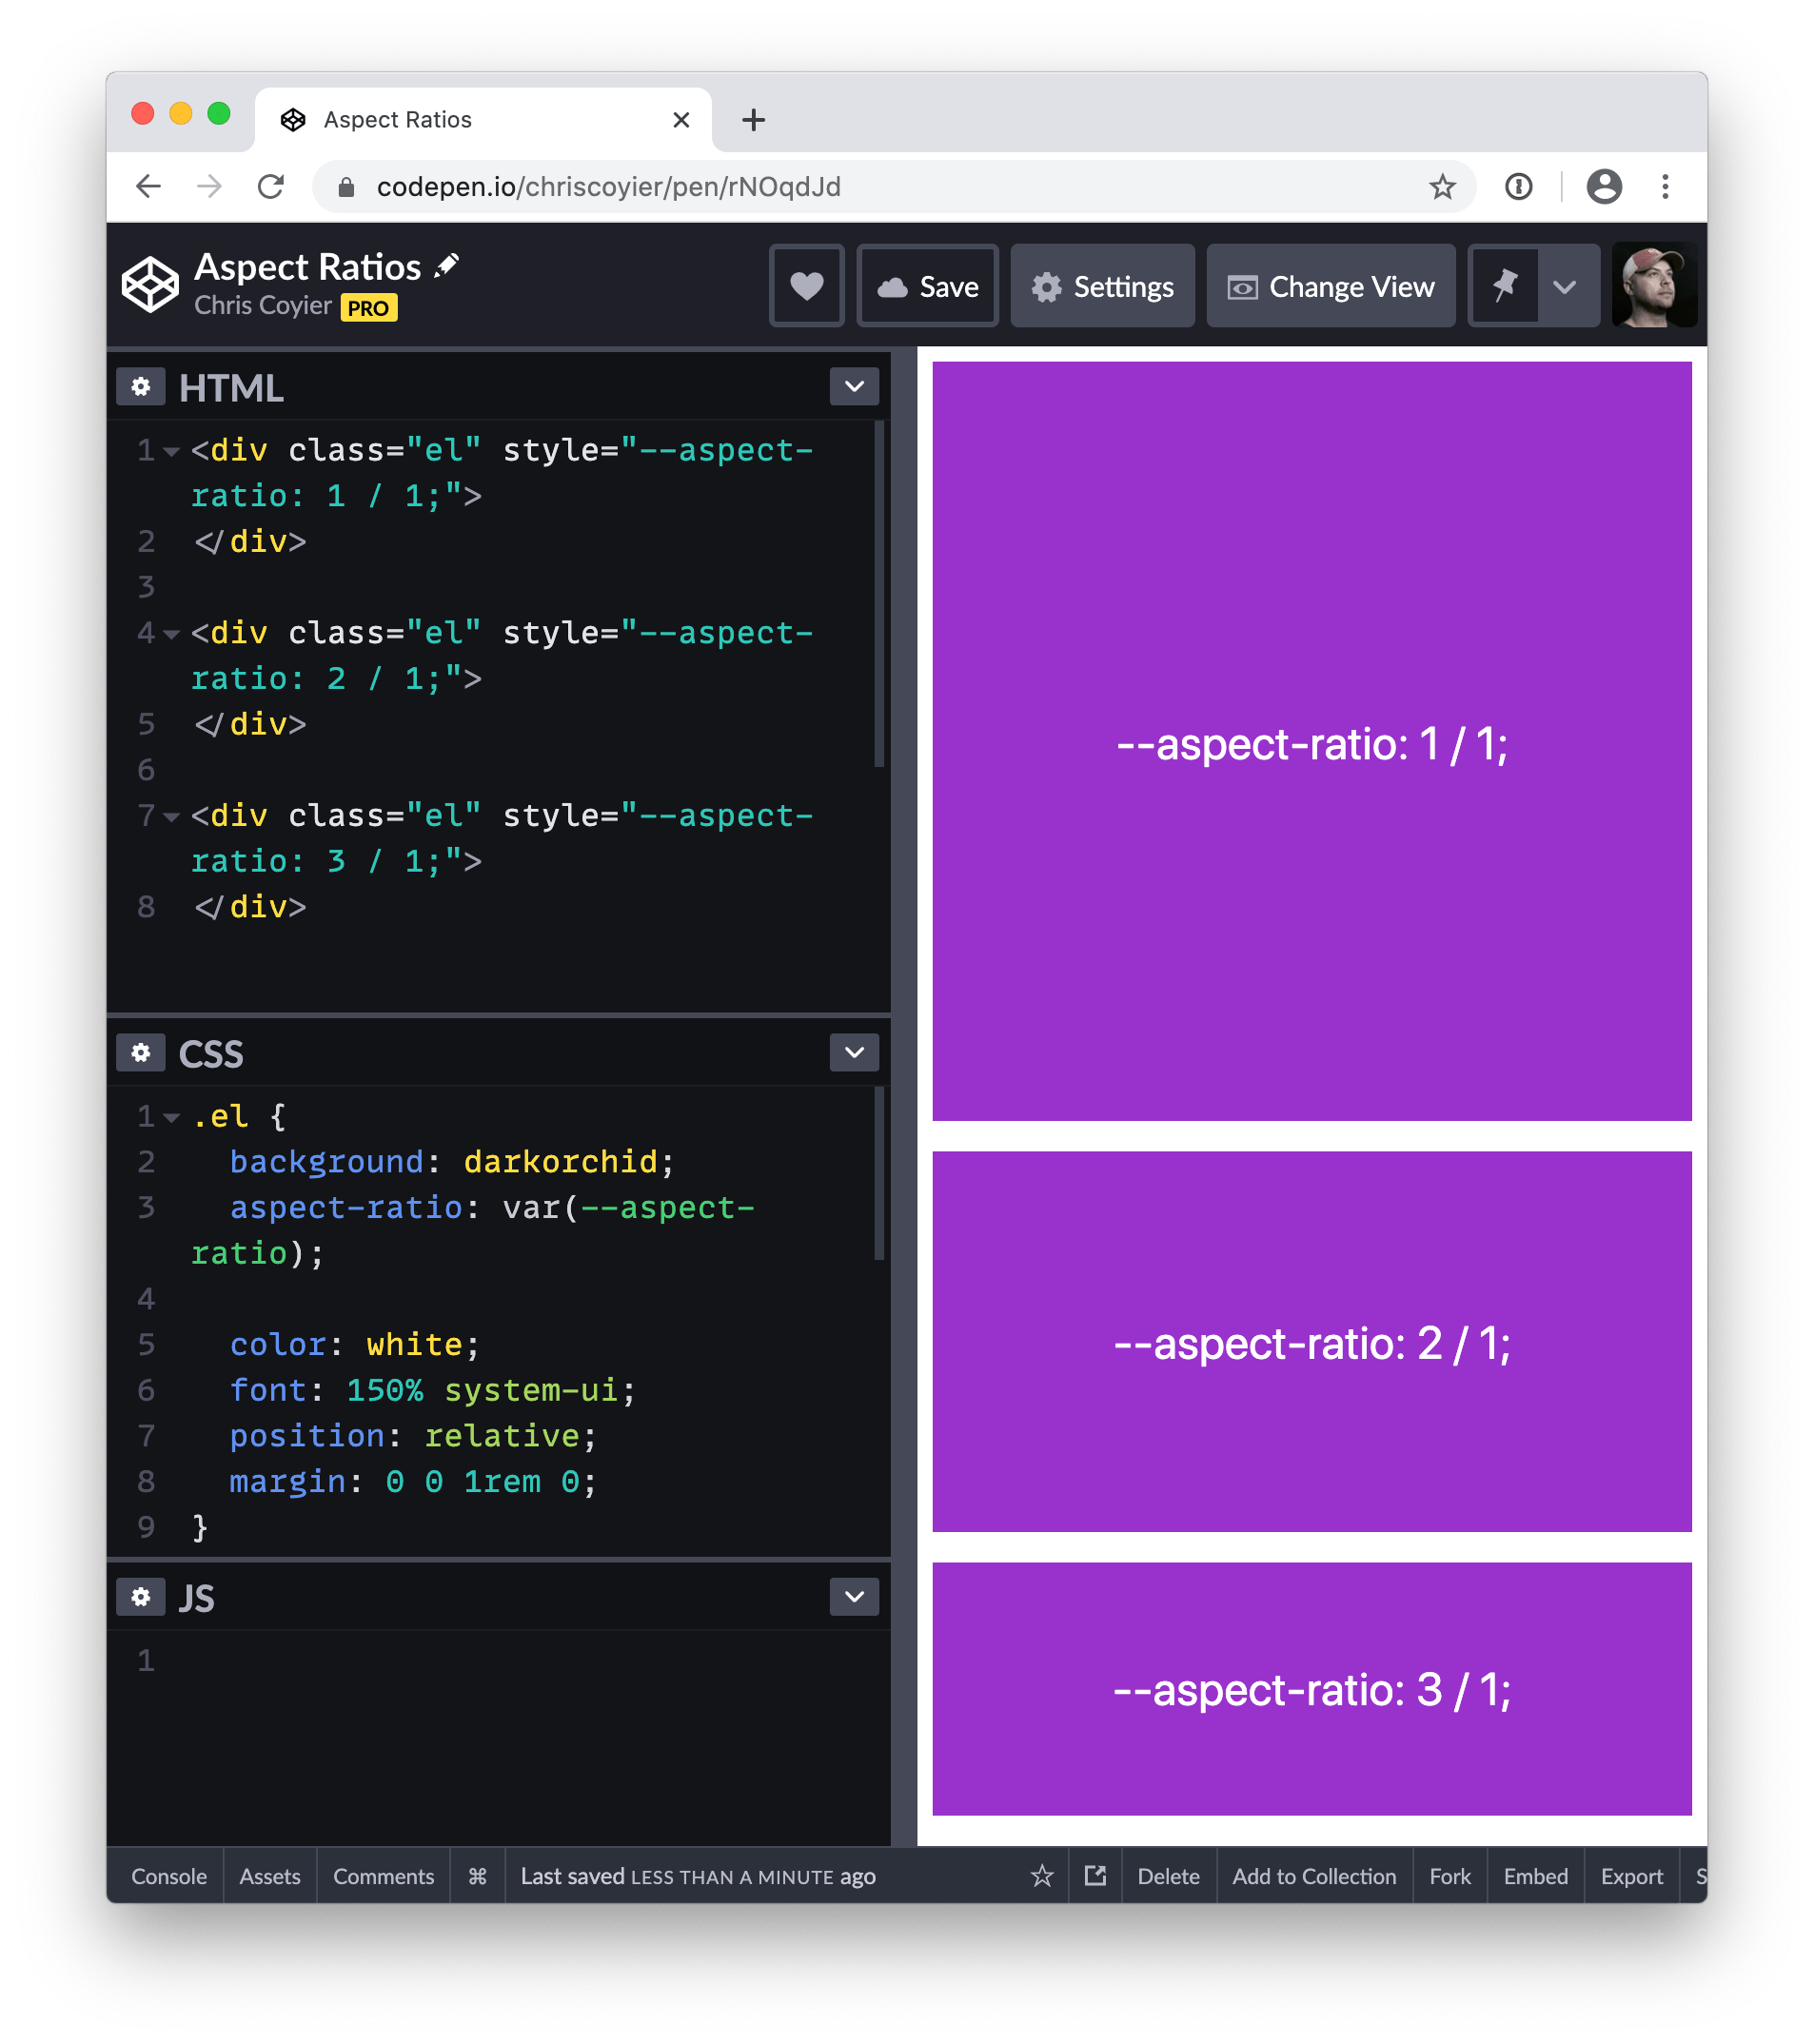 Aspect Ratios
codepen.io/chriscoyier/pen/rNOqdJd
Aspect Ratios
Chris Coyier PRO
Save
Settings
Change View
HTML
1 <div class="el" style="--aspect-
ratio: 1 / 1;">
2 </div>
3
4 <div class="el" style="--aspect-
ratio: 2 / 1;">
5 </div>
6
7 <div class="el" style="--aspect-
ratio: 3 / 1;">
8 </div>
CSS
1 .el {
2 background: darkorchid;
3 aspect-ratio: var(--aspect-
ratio);
4
5 color: white;
6 font: 150% system-ui;
7 position: relative;
8 margin: 0 0 1rem 0;
9 }
JS
1
--aspect-ratio: 1 / 1;
--aspect-ratio: 2 / 1;
--aspect-ratio: 3 / 1;
Console Assets Comments ⌘ Last saved LESS THAN A MINUTE ago Delete Add to Collection Fork Embed Export